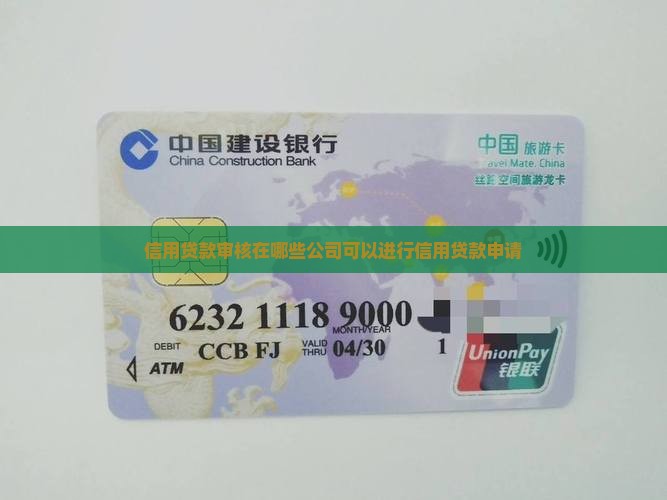 中国建设银行
China Construction Bank
中国 旅游卡
ravel Mate. China
丝路空间旅游龙卡
信用贷款审核在哪些公司可以进行信用贷款申请
6232 1118 9000
MONTH/YEAR
DEBIT CCB FJ VALID THRU 04/30 1
ATM
UnionPay
银联